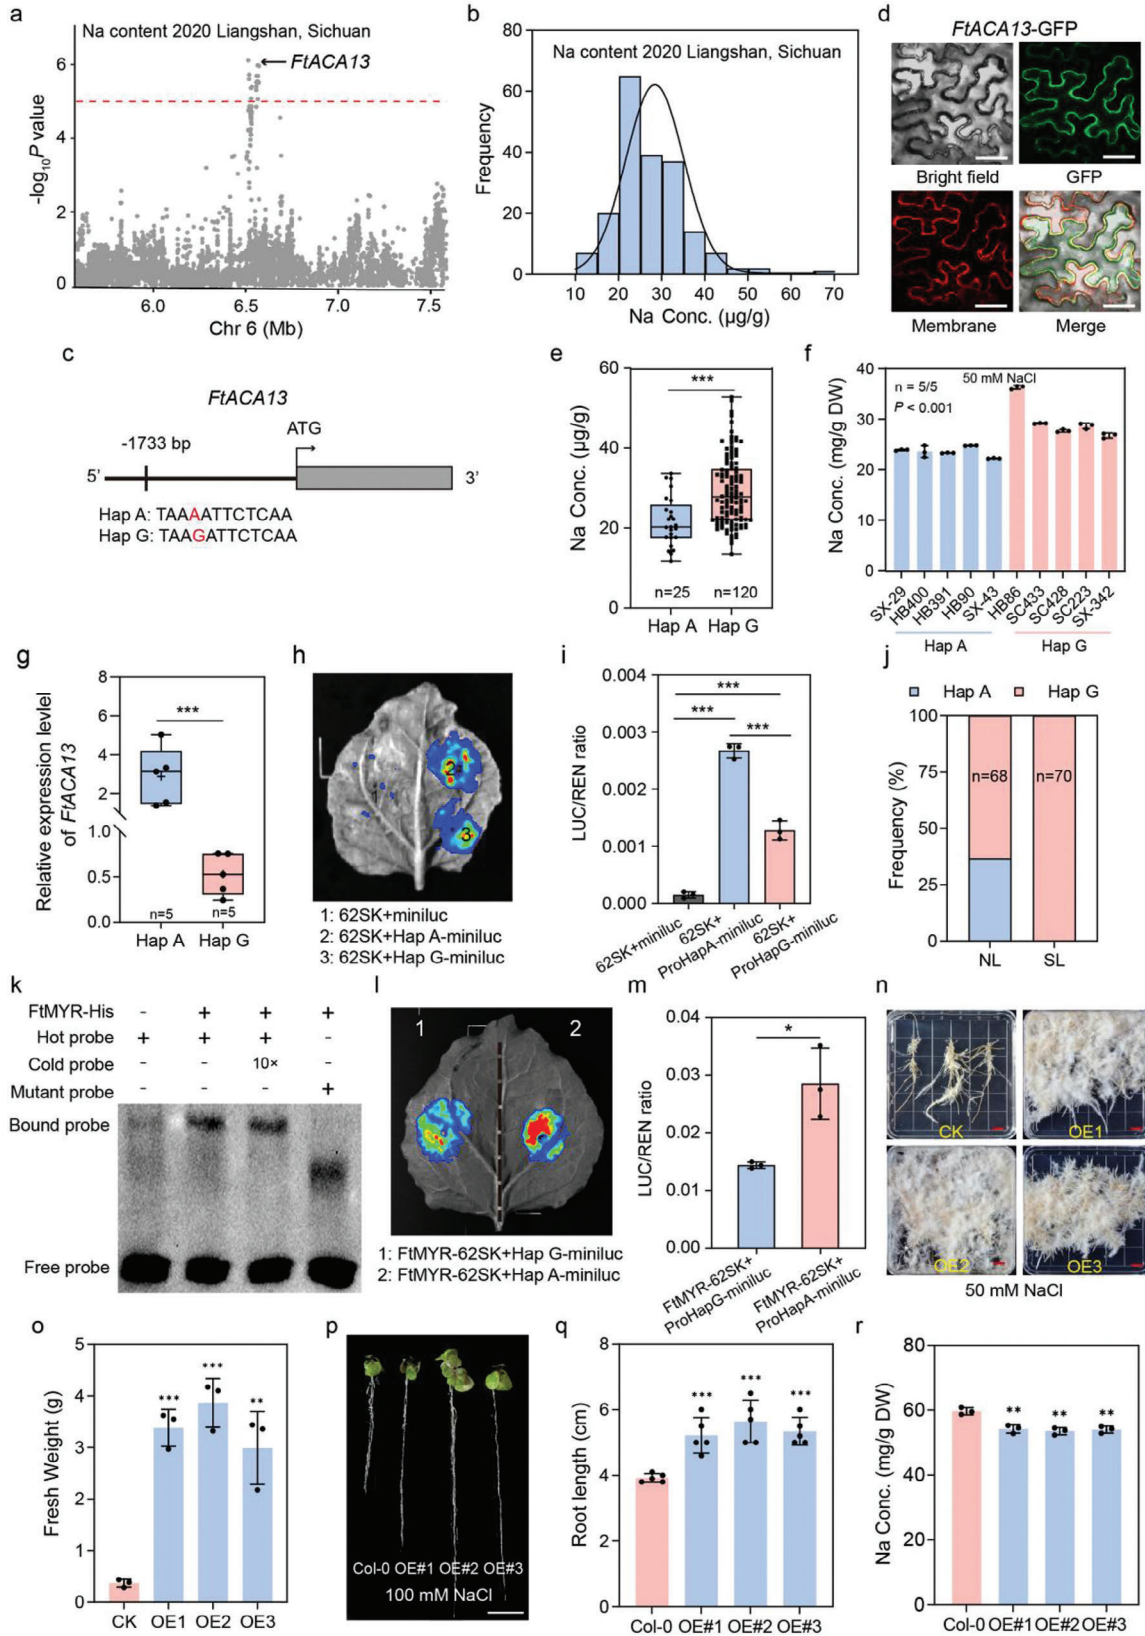 a
Na content 2020 Liangshan, Sichuan
FtACA13
-log10P value
6
4
2
0
6.0 6.5 7.0 7.5
Chr 6 (Mb)
b
Na content 2020 Liangshan, Sichuan
Frequency
80
60
40
20
0
10 20 30 40 50 60 70
Na Conc. (µg/g)
d
FtACA13-GFP
Bright field GFP
Membrane Merge
c
FtACA13
-1733 bp
ATG
5’ 3’
Hap A: TAAAATTCTCAA
Hap G: TAAGATTCTCAA
e
Na Conc. (µg/g)
60
40
20
0
***
n=25 n=120
Hap A Hap G
f
Na Conc. (mg/g DW)
40
30
20
10
0
50 mM NaCl
n = 5/5
P < 0.001
SX-29 HB400 HB391 HB90 SX-43 HB86 SC433 SC428 SC223 SX-342
Hap A Hap G
g
Relative expression level
of FtACA13
8
6
4
2
1.0
0.5
0.0
***
n=5 n=5
Hap A Hap G
h
2
3
1: 62SK+miniluc
2: 62SK+Hap A-miniluc
3: 62SK+Hap G-miniluc
i
LUC/REN ratio
0.004
0.003
0.002
0.001
0.000
***
*** ***
62SK+miniluc
62SK+
ProHapA-miniluc
62SK+
ProHapG-miniluc
j
Hap A Hap G
Frequency (%)
100
75
50
25
0
n=68 n=70
NL SL
k
FtMYR-His - + + +
Hot probe + + + -
Cold probe - - 10× -
Mutant probe - - - +
Bound probe
Free probe
l
1 2
1: FtMYR-62SK+Hap G-miniluc
2: FtMYR-62SK+Hap A-miniluc
m
LUC/REN ratio
0.04
0.03
0.02
0.01
0.00
*
FtMYR-62SK+
ProHapG-miniluc
FtMYR-62SK+
ProHapA-miniluc
n
CK OE1
OE2 OE3
50 mM NaCl
o
Fresh Weight (g)
5
4
3
2
1
0
*** *** **
CK OE1 OE2 OE3
p
Col-0 OE#1 OE#2 OE#3
100 mM NaCl
q
Root length (cm)
8
6
4
2
0
*** *** ***
Col-0 OE#1 OE#2 OE#3
r
Na Conc. (mg/g DW)
80
60
40
20
0
** ** **
Col-0 OE#1 OE#2 OE#3